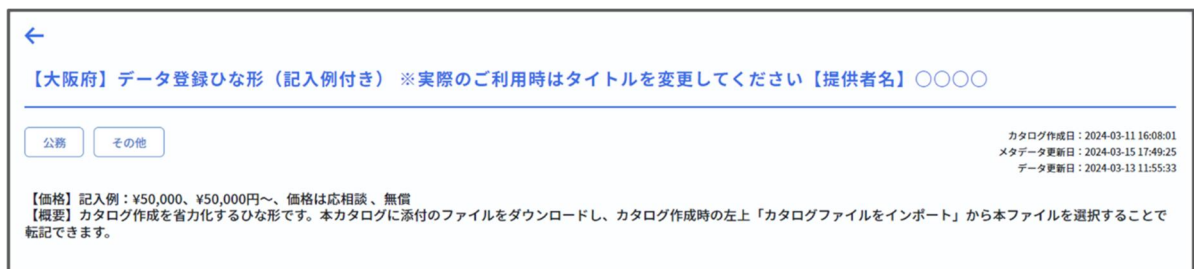 ←
【大阪府】データ登録ひな形（記入例付き） ※実際のご利用時はタイトルを変更してください【提供者名】○○○○
公務 その他
カタログ作成日：2024-03-11 16:08:01
メタデータ更新日：2024-03-15 17:49:25
データ更新日：2024-03-13 11:55:33
【価格】記入例：¥50,000、¥50,000円～、価格は応相談 、無償
【概要】カタログ作成を省力化するひな形です。本カタログに添付のファイルをダウンロードし、カタログ作成時の左上「カタログファイルをインポート」から本ファイルを選択することで
転記できます。